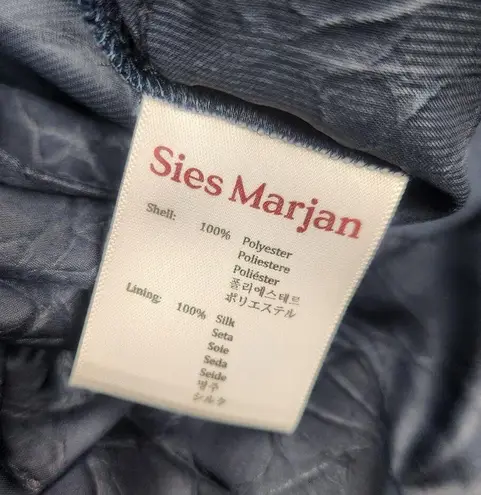 Sies Marjan
Shell: 100% Polyester
Poliestere
Poliéster
폴리에스테르
ポリエステル
Lining: 100% Silk
Seta
Soie
Seda
Seide
명주
シルク